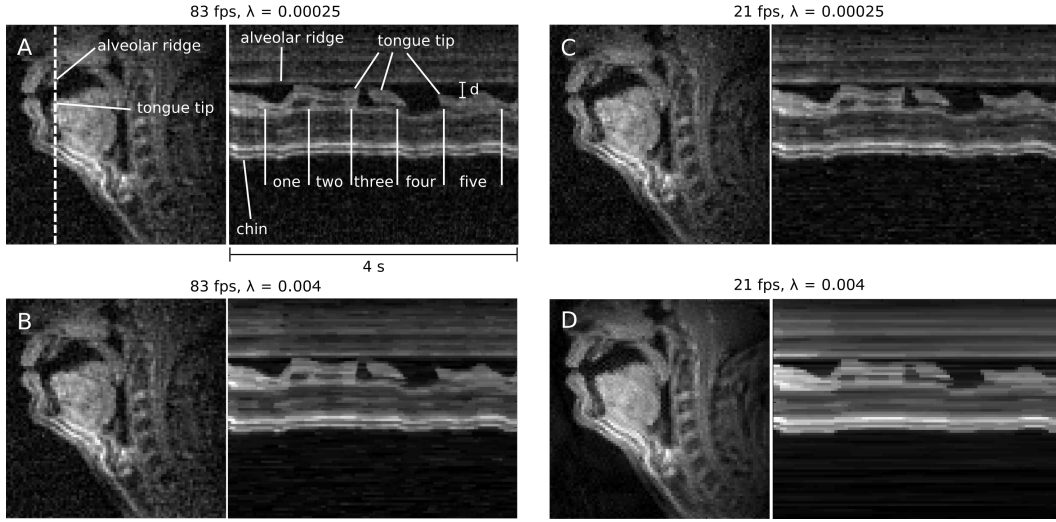 83 fps, λ = 0.00025
A
alveolar ridge
tongue tip
alveolar ridge
tongue tip
d
one two three four five
chin
4 s
21 fps, λ = 0.00025
C
83 fps, λ = 0.004
B
21 fps, λ = 0.004
D